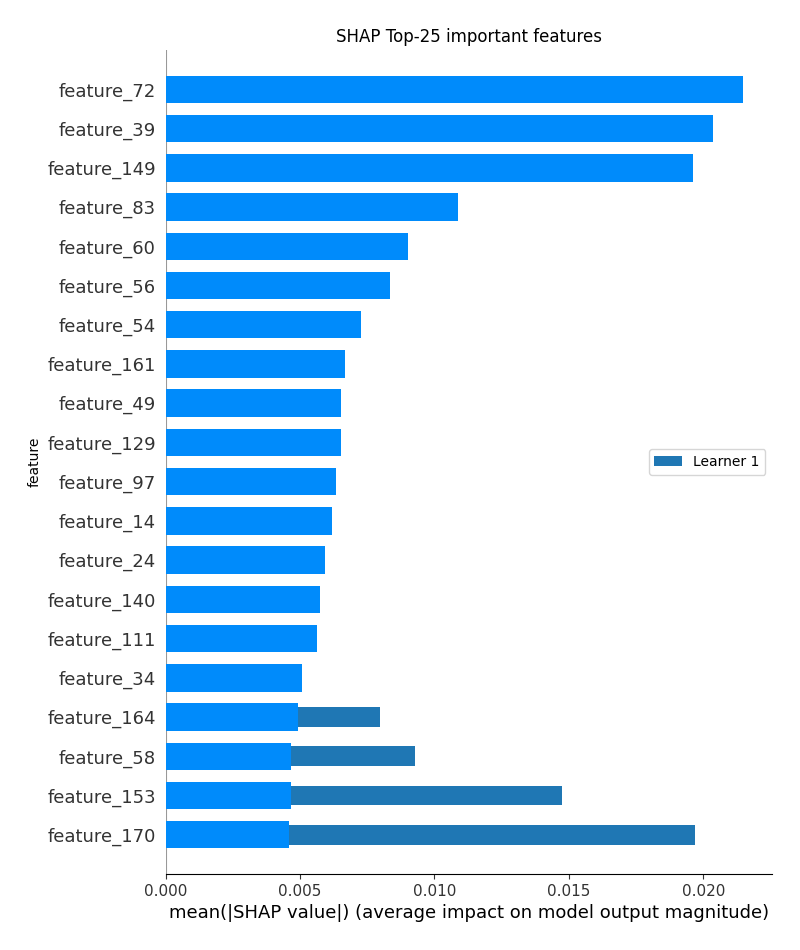 SHAP Top-25 important features
feature_72
feature_39
feature_149
feature_83
feature_60
feature_56
feature_54
feature_161
feature_49
feature_129
feature_97
feature_14
feature_24
feature_140
feature_111
feature_34
feature_164
feature_58
feature_153
feature_170
feature
Learner 1
0.000 0.005 0.010 0.015 0.020
mean(|SHAP value|) (average impact on model output magnitude)